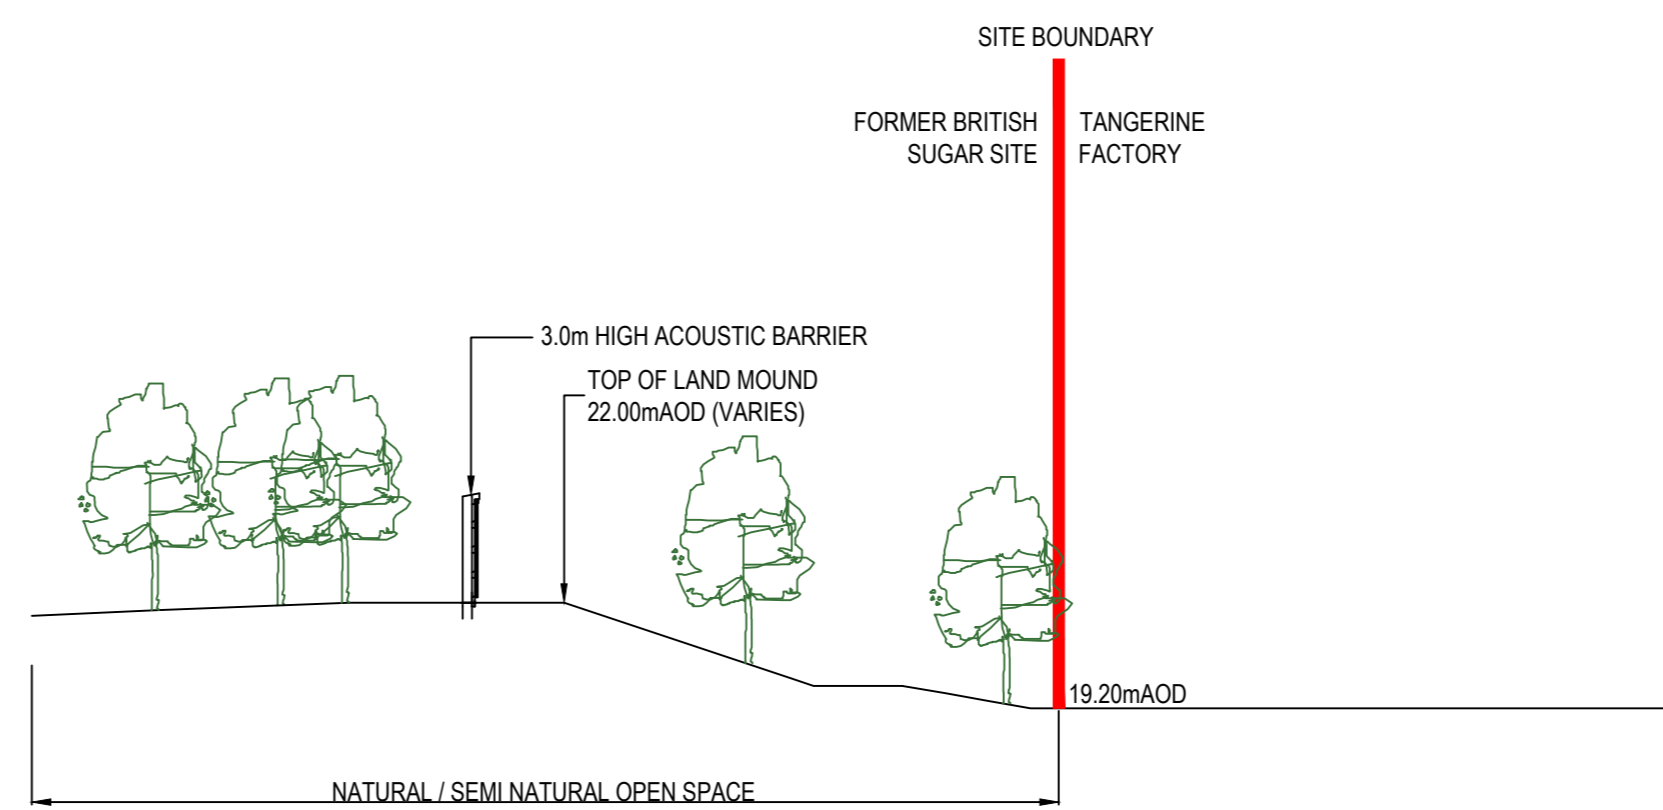 SITE BOUNDARY
FORMER BRITISH
SUGAR SITE
TANGERINE
FACTORY
3.0m HIGH ACOUSTIC BARRIER
TOP OF LAND MOUND
22.00mAOD (VARIES)
19.20mAOD
NATURAL / SEMI NATURAL OPEN SPACE